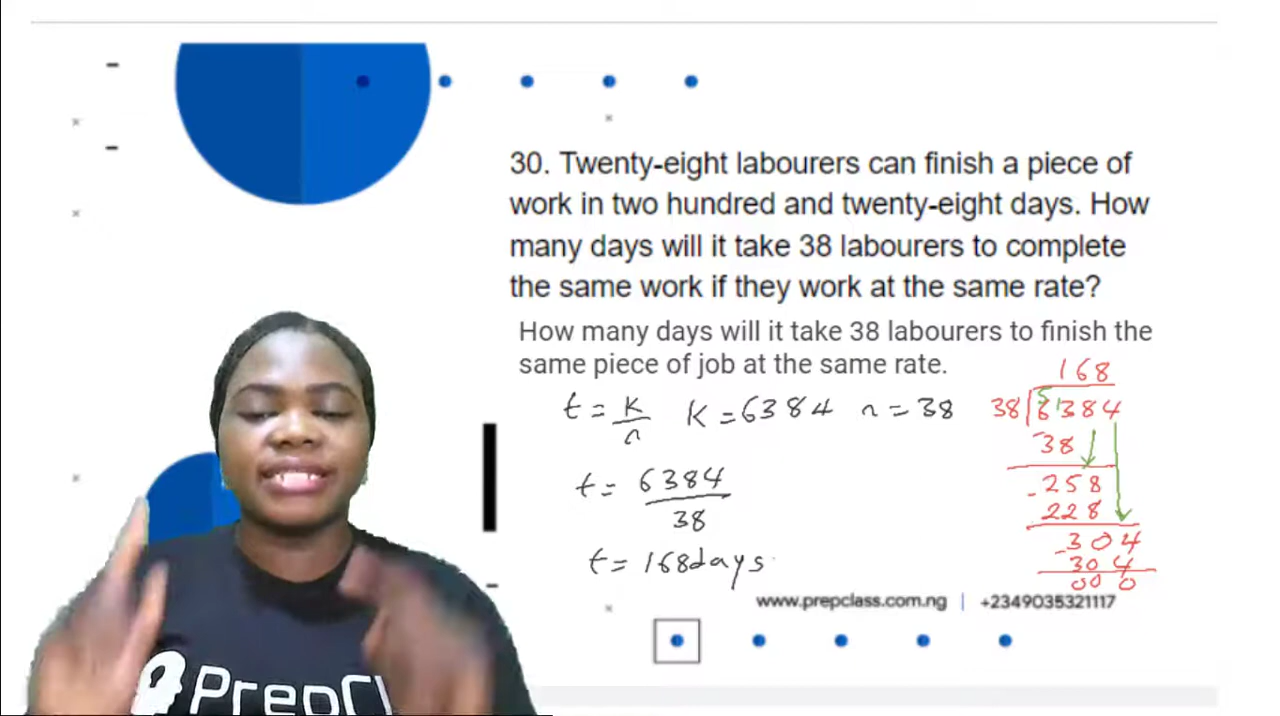 30. Twenty-eight labourers can finish a piece of
work in two hundred and twenty-eight days. How
many days will it take 38 labourers to complete
the same work if they work at the same rate?
How many days will it take 38 labourers to finish the
same piece of job at the same rate.
t = K/n K = 6384 n = 38
t = 6384/38
t = 168days
168
38 6384
5 1
-38
-258
228
-304
304
000
www.prepclass.com.ng | +2349035321117
PrepCl